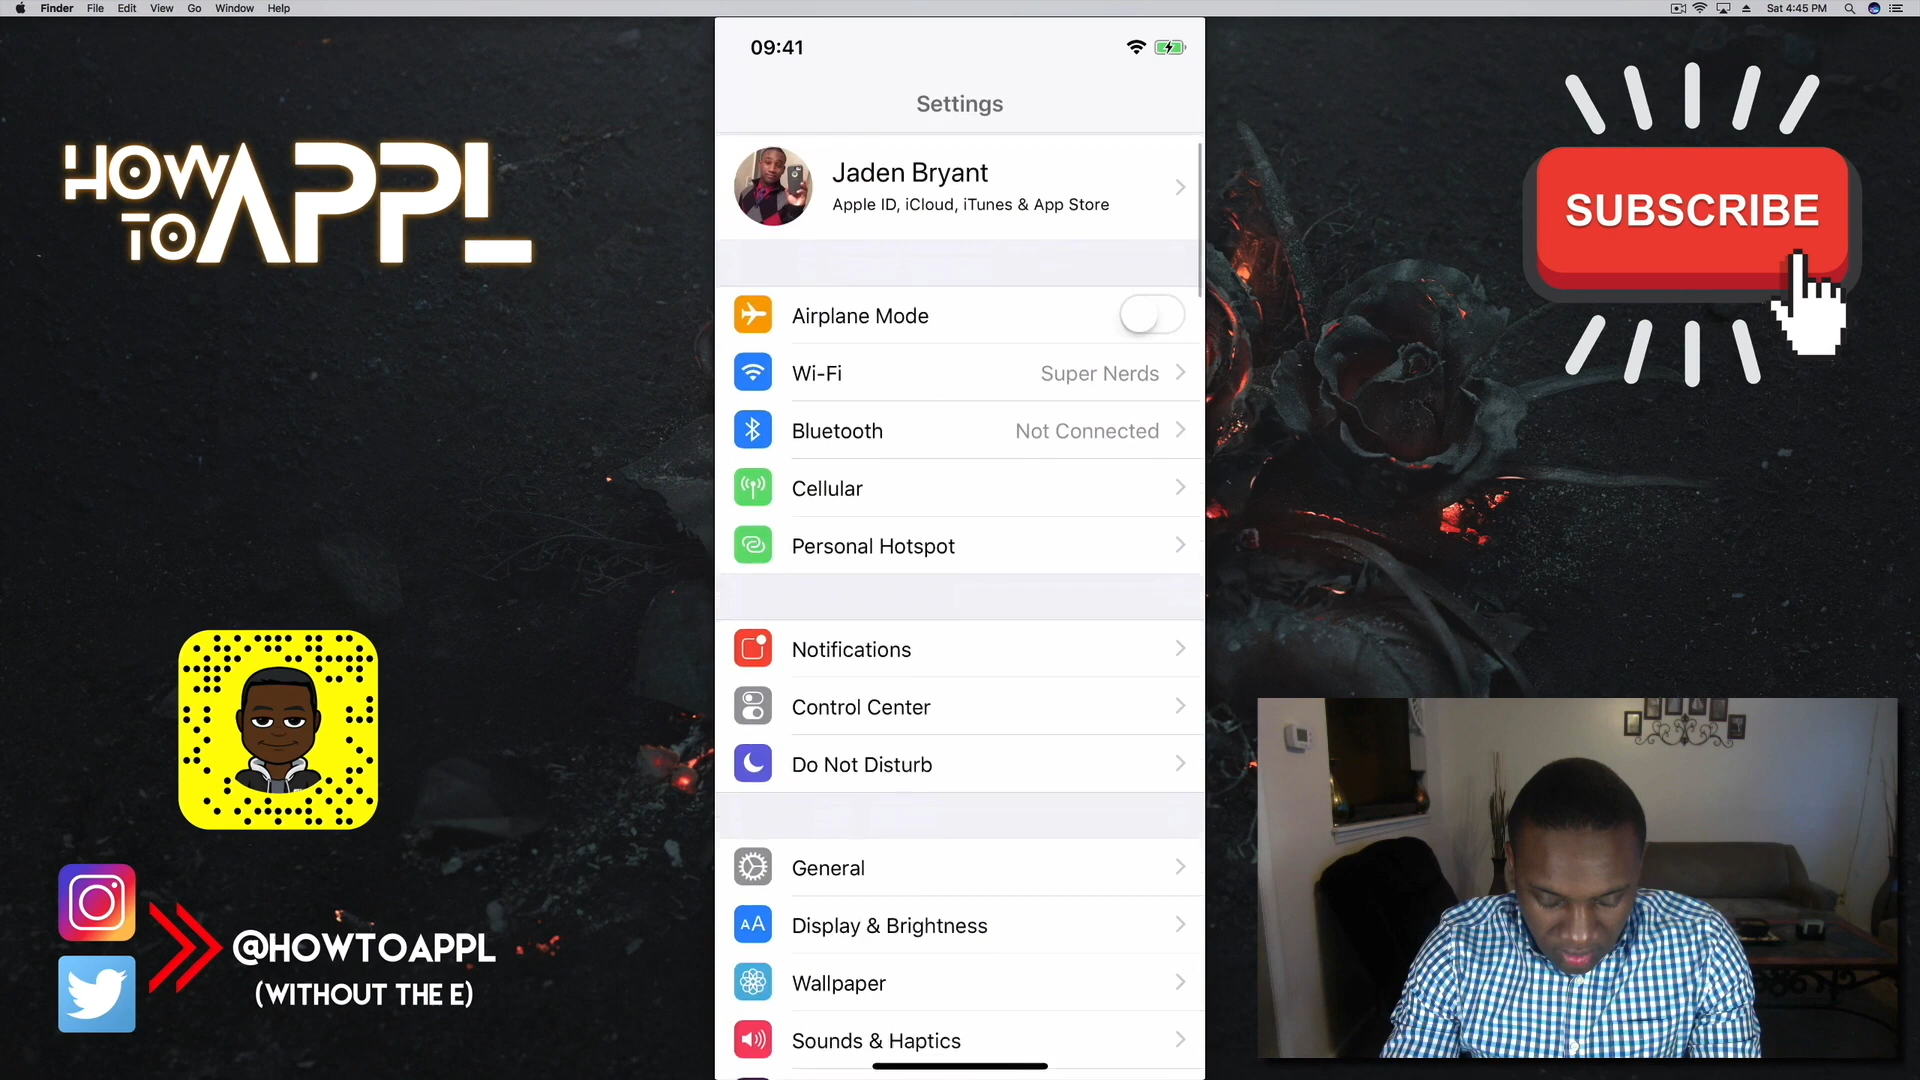 Finder File Edit View Go Window Help
Sat 4:45 PM
HOW TO APPL
SUBSCRIBE
09:41
Settings
Jaden Bryant
Apple ID, iCloud, iTunes & App Store
Airplane Mode
Wi-Fi Super Nerds
Bluetooth Not Connected
Cellular
Personal Hotspot
Notifications
Control Center
Do Not Disturb
General
AA Display & Brightness
Wallpaper
Sounds & Haptics
@HOWTOAPPL
(WITHOUT THE E)